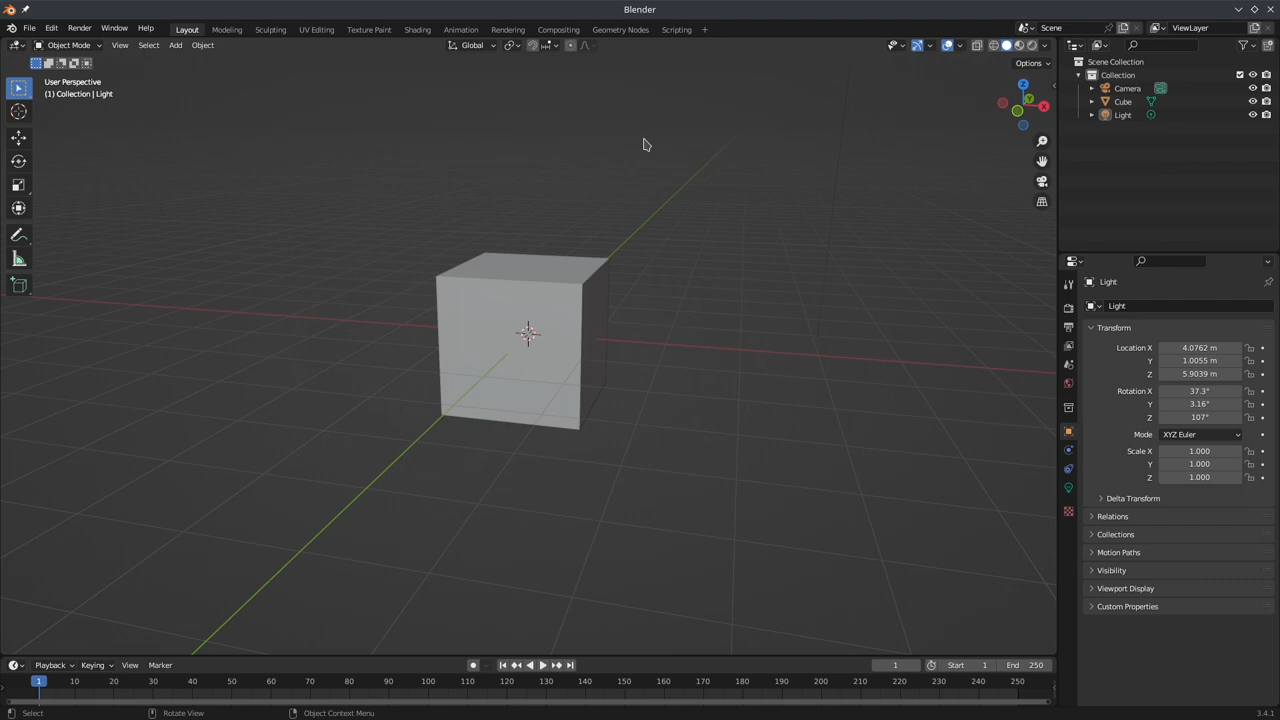 Blender
File Edit Render Window Help Layout Modeling Sculpting UV Editing Texture Paint Shading Animation Rendering Compositing Geometry Nodes Scripting + Scene ViewLayer
Object Mode View Select Add Object Global
Options
User Perspective
(1) Collection | Light
Z
Y
X
Scene Collection
Collection
Camera
Cube
Light
Light
Light
Transform
Location X 4.0762 m
Y 1.0055 m
Z 5.9039 m
Rotation X 37.3°
Y 3.16°
Z 107°
Mode XYZ Euler
Scale X 1.000
Y 1.000
Z 1.000
Delta Transform
Relations
Collections
Motion Paths
Visibility
Viewport Display
Custom Properties
Playback Keying View Marker 1 Start 1 End 250
1 10 20 30 40 50 60 70 80 90 100 110 120 130 140 150 160 170 180 190 200 210 220 230 240 250
Select Rotate View Object Context Menu 3.4.1